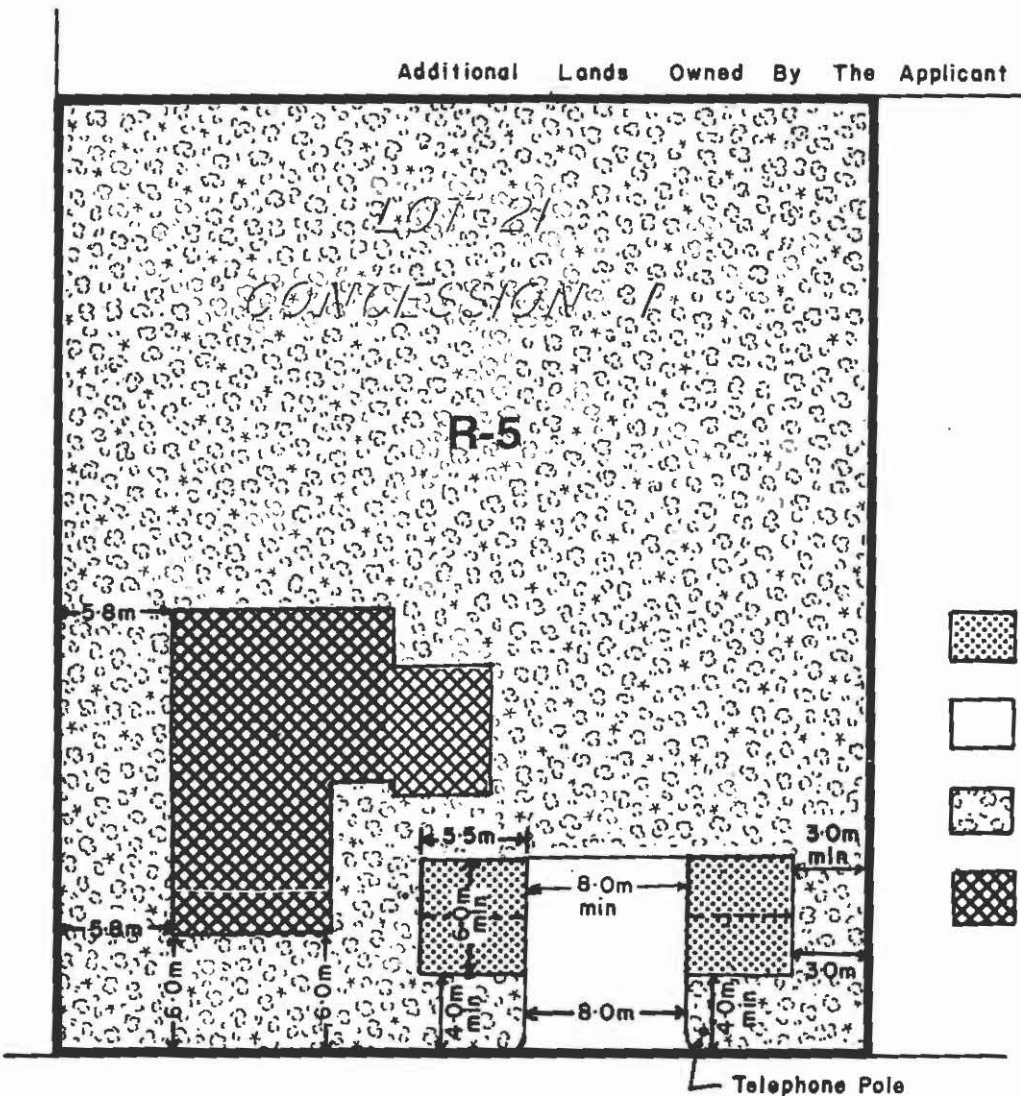 Additional Lands Owned By The Applicant
LOT 21
CONCESSION 1
R-5
5.8m
5.5m
3.0m
min
8.0m
min
6.0m
min
5.8m
6.0m
6.0m
4.0m
min
8.0m
4.0m
min
3.0m
Telephone Pole